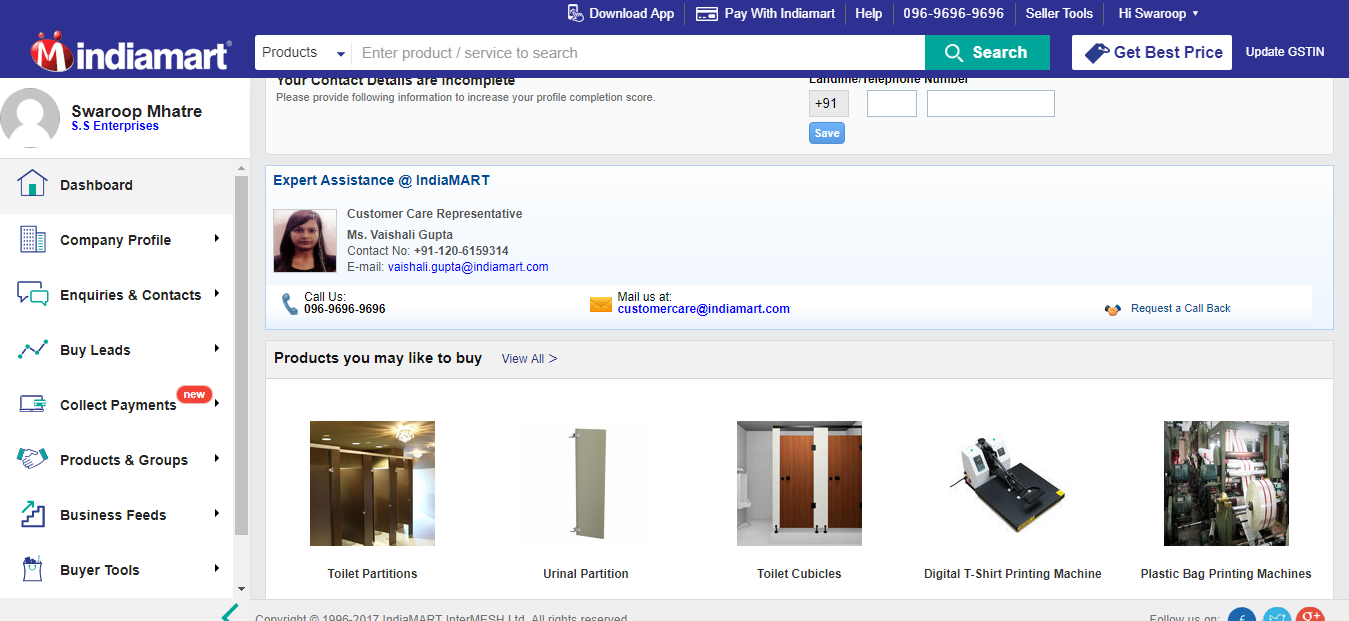 Download App
Pay With Indiamart
Help
096-9696-9696
Seller Tools
Hi Swaroop
indiamart®
Products
Enter product / service to search
Search
Get Best Price
Update GSTIN
Swaroop Mhatre
S.S Enterprises
Dashboard
Company Profile
Enquiries & Contacts
Buy Leads
Collect Payments
new
Products & Groups
Business Feeds
Buyer Tools
Your Contact Details are Incomplete
Please provide following information to increase your profile completion score.
Landline/Telephone Number
+91
Save
Expert Assistance @ IndiaMART
Customer Care Representative
Ms. Vaishali Gupta
Contact No: +91-120-6159314
E-mail: vaishali.gupta@indiamart.com
Call Us:
096-9696-9696
Mail us at:
customercare@indiamart.com
Request a Call Back
Products you may like to buy
View All >
Toilet Partitions
Urinal Partition
Toilet Cubicles
Digital T-Shirt Printing Machine
Plastic Bag Printing Machines
Copyright © 1996-2017 IndiaMART InterMESH Ltd. All rights reserved.
Follow us on: